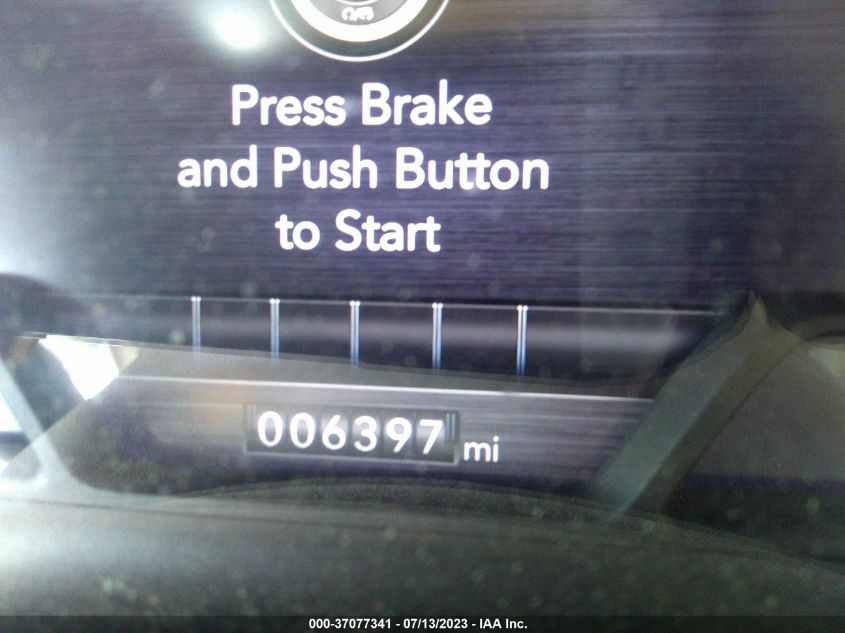 Press Brake
and Push Button
to Start
006397 mi
000-37077341 - 07/13/2023 - IAA Inc.